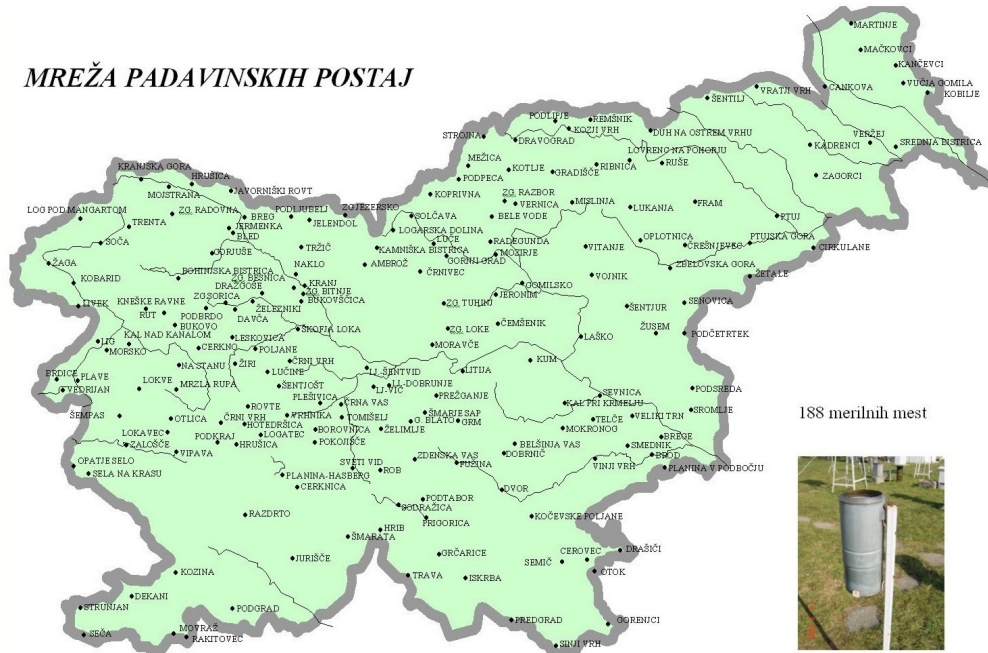 MREŽA PADAVINSKIH POSTAJ
MARTINJE
MAČKOVCI
KANČEVCI
VUČJA GOMILA
KOBILJE
CANKOVA
VRATJI VRH
ŠENTILJ
PODLIPJE
REMŠNIK
KOZJI VRH
DUH NA OSTREM VRHU
STROJNA
DRAVOGRAD
VERŽEJ
SREDNJA BISTRICA
KADRENCI
LOVRENC NA POHORJU
MEŽICA
KOTLJE
GRADIŠČE
RIBNICA
RUŠE
ZAGORCI
KRANJSKA GORA
HRUŠICA
MOJSTRANA
JAVORNIŠKI ROVT
PODPECA
KOPRIVNA
ZG. RAZBOR
VERNICA
MISLINJA
LUKANJA
FRAM
PTUJ
LOG POD MANGARTOM
TRENTA
ZG. RADOVNA
BREG
PODLJUBELJ
JELENDOL
ZGJEZERSKO
SOLČAVA
BELE VODE
JERMENKA
BLED
LOGARSKA DOLINA
LUČE
RADEGUNDA
SOČA
GORJUŠE
TRŽIČ
KAMNIŠKA BISTRICA
GORNJI GRAD
MOZIRJE
VITANJE
OPLOTNICA
ČREŠNJEVEC
PTUJSKA GORA
CIRKULANE
ŽAGA
KOBARID
BOHINJSKA BISTRICA
NAKLO
AMBROŽ
ČRNIVEC
VOJNIK
ZBELOVSKA GORA
ŽETALE
ZG. BESNICA
DRAŽGOŠE
KRANJ
ZG. BITNJE
BUKOVŠČICA
GOMILSKO
JERONIM
LIVEK
KNEŠKE RAVNE
RUT
ZG.SORICA
PODBRDO
DAVČA
ŽELEZNIKI
ZG. TUHINJ
ŠENTJUR
SENOVICA
BUKOVO
KAL NAD KANALOM
ŠKOFJA LOKA
ZG. LOKE
ČEMŠENIK
LAŠKO
ŽUSEM
PODČETRTEK
LIG
MORSKO
CERKNO
LESKOVICA
POLJANE
MORAVČE
NA STANU
ŽIRI
ČRNI VRH
LUČINE
LJ.-ŠENTVID
LITIJA
KUM
BRDICE
PLAVE
VEDRIJAN
LOKVE
MRZLA RUPA
ŠENTJOŠT
LJ-VIČ
LJ.-DOBRUNJE
PREŽGANJE
SEVNICA
PODSREDA
PLEŠIVICA
ČRNA VAS
KAL PRI KRMELJU
ROVTE
VRHNIKA
TOMIŠELJ
ŠMARJE SAP
G. BLATO
GRM
TELČE
VELIKI TRN
SROMLJE
188 merilnih mest
ŠEMPAS
OTLICA
ČRNI VRH
HOTEDRŠICA
BOROVNICA
ŽELIMLJE
MOKRONOG
LOKAVEC
ZALOŠČE
PODKRAJ
LOGATEC
HRUŠICA
POKOJIŠČE
BELŠINJA VAS
SMEDNIK
BREGE
VIPAVA
DOBRNIČ
BROD
OPATJE SELO
SELA NA KRASU
SVETI VID
ROB
ZDENSKA VAS
FUŽINA
VINJI VRH
PLANINA V PODBOČJU
PLANINA-HASBERG
CERKNICA
DVOR
PODTABOR
SODRAŽICA
RAZDRTO
PRIGORICA
KOČEVSKE POLJANE
HRIB
ŠMARATA
JURIŠČE
GRČARICE
CEROVEC
DRAŠIČI
SEMIČ
KOZINA
TRAVA
ISKRBA
OTOK
DEKANI
STRUNJAN
PODGRAD
PREDGRAD
GORENJCI
SEČA
MOVRAŽ
RAKITOVEC
SINJI VRH